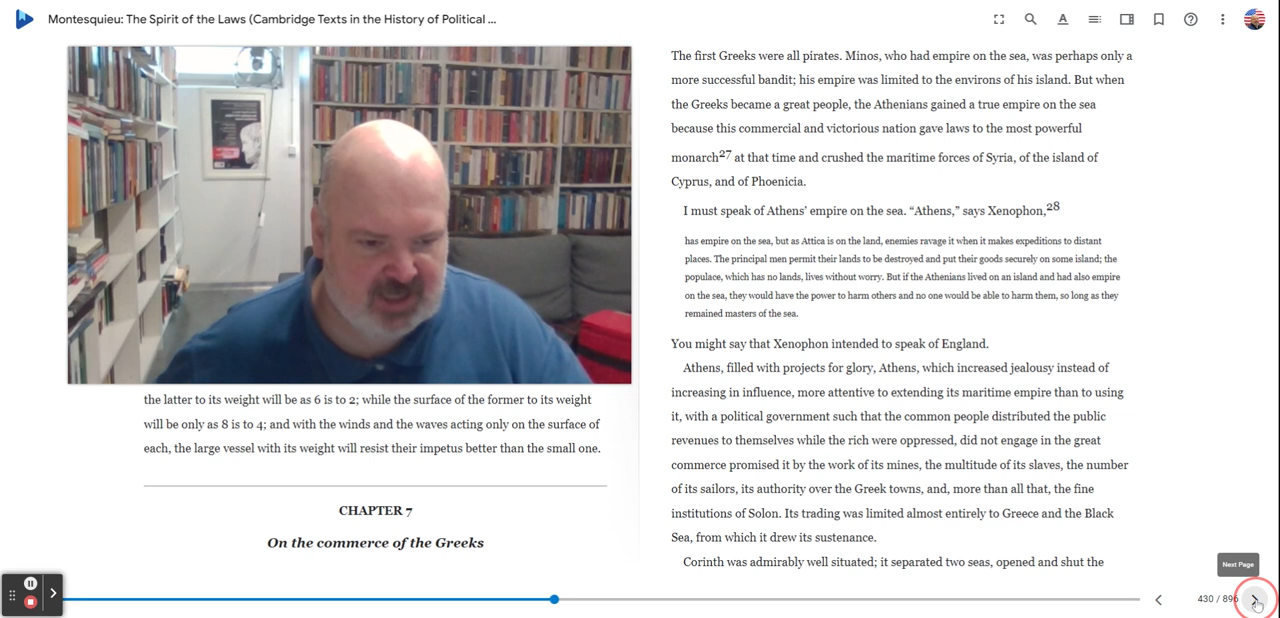 Montesquieu: The Spirit of the Laws (Cambridge Texts in the History of Political ...
the latter to its weight will be as 6 is to 2; while the surface of the former to its weight
will be only as 8 is to 4; and with the winds and the waves acting only on the surface of
each, the large vessel with its weight will resist their impetus better than the small one.
CHAPTER 7
On the commerce of the Greeks
The first Greeks were all pirates. Minos, who had empire on the sea, was perhaps only a
more successful bandit; his empire was limited to the environs of his island. But when
the Greeks became a great people, the Athenians gained a true empire on the sea
because this commercial and victorious nation gave laws to the most powerful
monarch27 at that time and crushed the maritime forces of Syria, of the island of
Cyprus, and of Phoenicia.
I must speak of Athens' empire on the sea. “Athens,” says Xenophon,28
has empire on the sea, but as Attica is on the land, enemies ravage it when it makes expeditions to distant
places. The principal men permit their lands to be destroyed and put their goods securely on some island; the
populace, which has no lands, lives without worry. But if the Athenians lived on an island and had also empire
on the sea, they would have the power to harm others and no one would be able to harm them, so long as they
remained masters of the sea.
You might say that Xenophon intended to speak of England.
Athens, filled with projects for glory, Athens, which increased jealousy instead of
increasing in influence, more attentive to extending its maritime empire than to using
it, with a political government such that the common people distributed the public
revenues to themselves while the rich were oppressed, did not engage in the great
commerce promised it by the work of its mines, the multitude of its slaves, the number
of its sailors, its authority over the Greek towns, and, more than all that, the fine
institutions of Solon. Its trading was limited almost entirely to Greece and the Black
Sea, from which it drew its sustenance.
Corinth was admirably well situated; it separated two seas, opened and shut the
Next Page
430 / 896